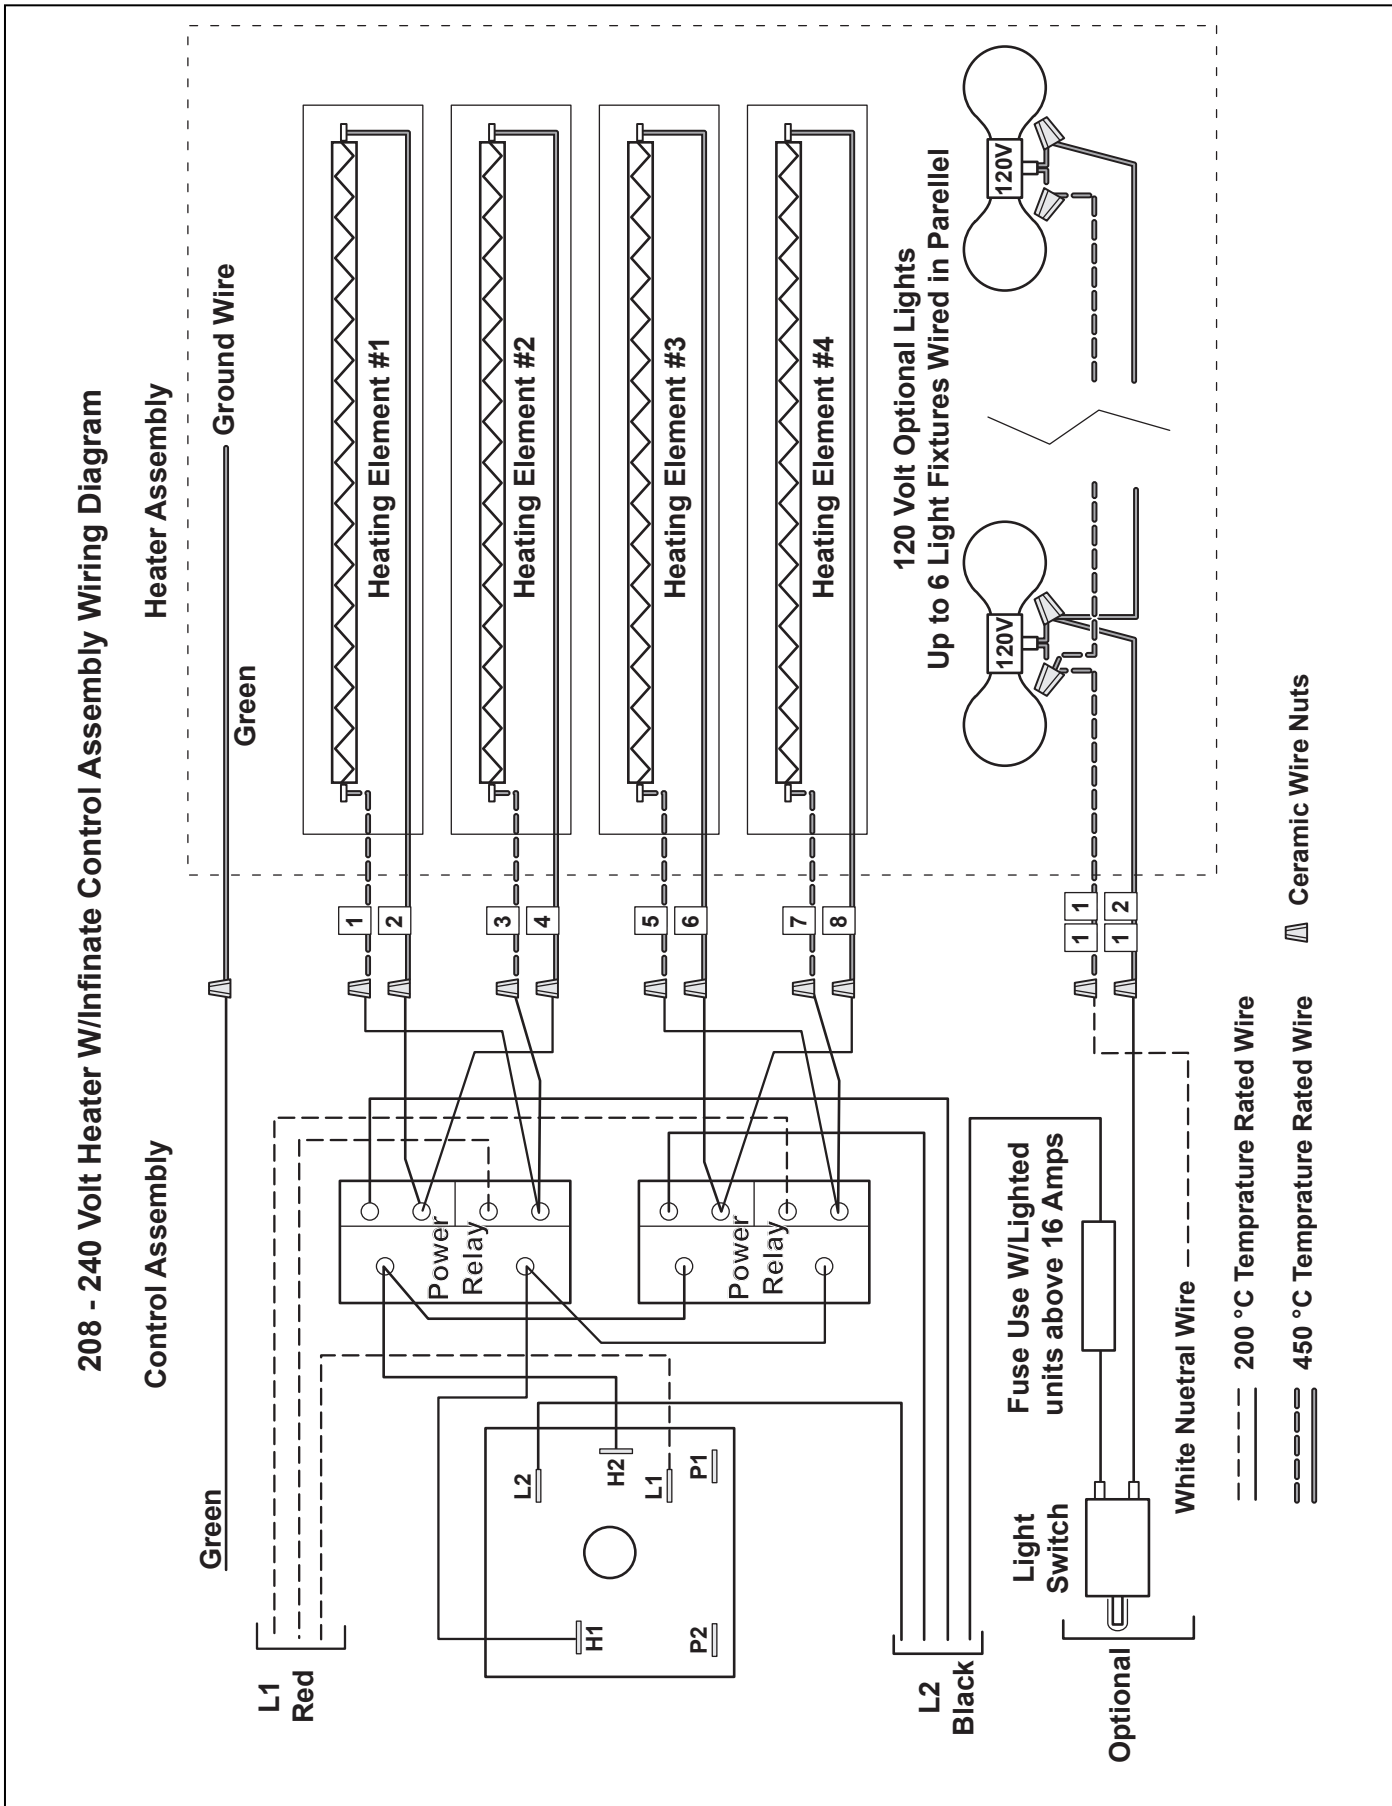 208 - 240 Volt Heater W/Infinate Control Assembly Wiring Diagram
Control Assembly
Heater Assembly
Green
Green
Ground Wire
L1
Red
H1
P2
L2
H2
L1
P1
Power
Relay
Power
Relay
1
2
3
4
5
6
7
8
Heating Element #1
Heating Element #2
Heating Element #3
Heating Element #4
120 Volt Optional Lights
Up to 6 Light Fixtures Wired in Parellel
120V
120V
1 1
1 2
L2
Black
Fuse Use W/Lighted
units above 16 Amps
Light
Switch
Optional
White Nuetral Wire
200 °C Temprature Rated Wire
450 °C Temprature Rated Wire
Ceramic Wire Nuts